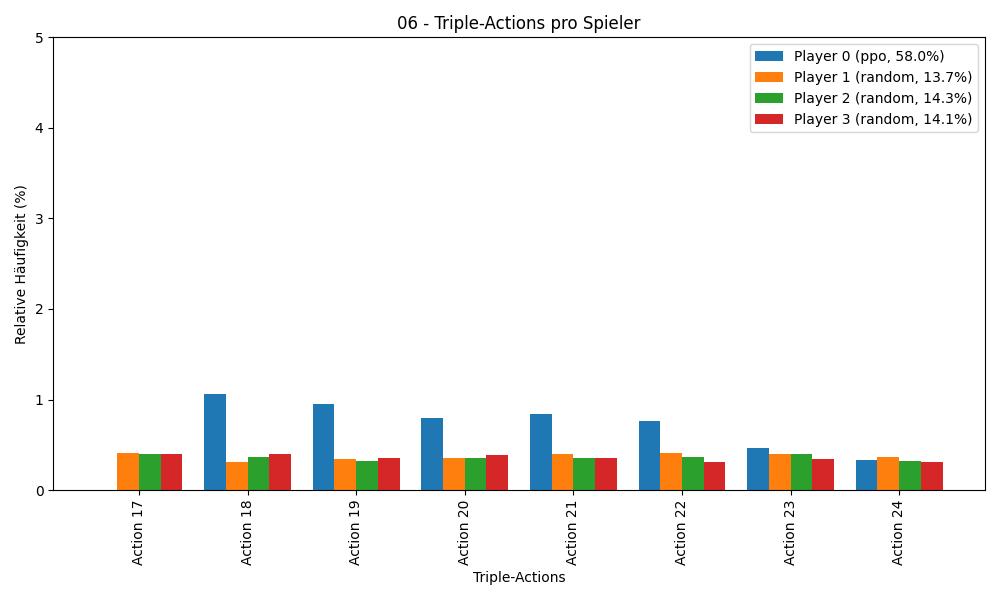 06 - Triple-Actions pro Spieler
Player 0 (ppo, 58.0%)
Player 1 (random, 13.7%)
Player 2 (random, 14.3%)
Player 3 (random, 14.1%)
Relative Häufigkeit (%)
5
4
3
2
1
0
Action 17
Action 18
Action 19
Action 20
Action 21
Action 22
Action 23
Action 24
Triple-Actions